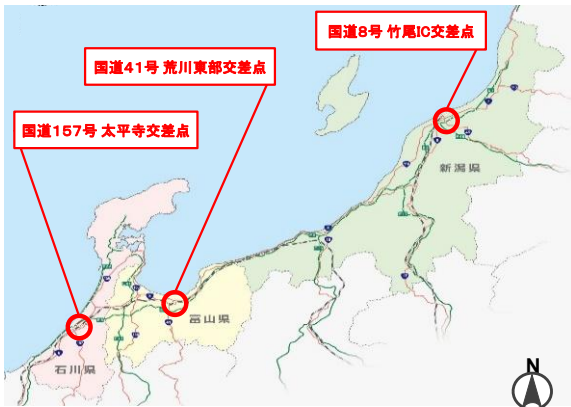 国道8号 竹尾IC交差点
国道41号 荒川東部交差点
国道157号 太平寺交差点
新潟県
富山県
石川県
N